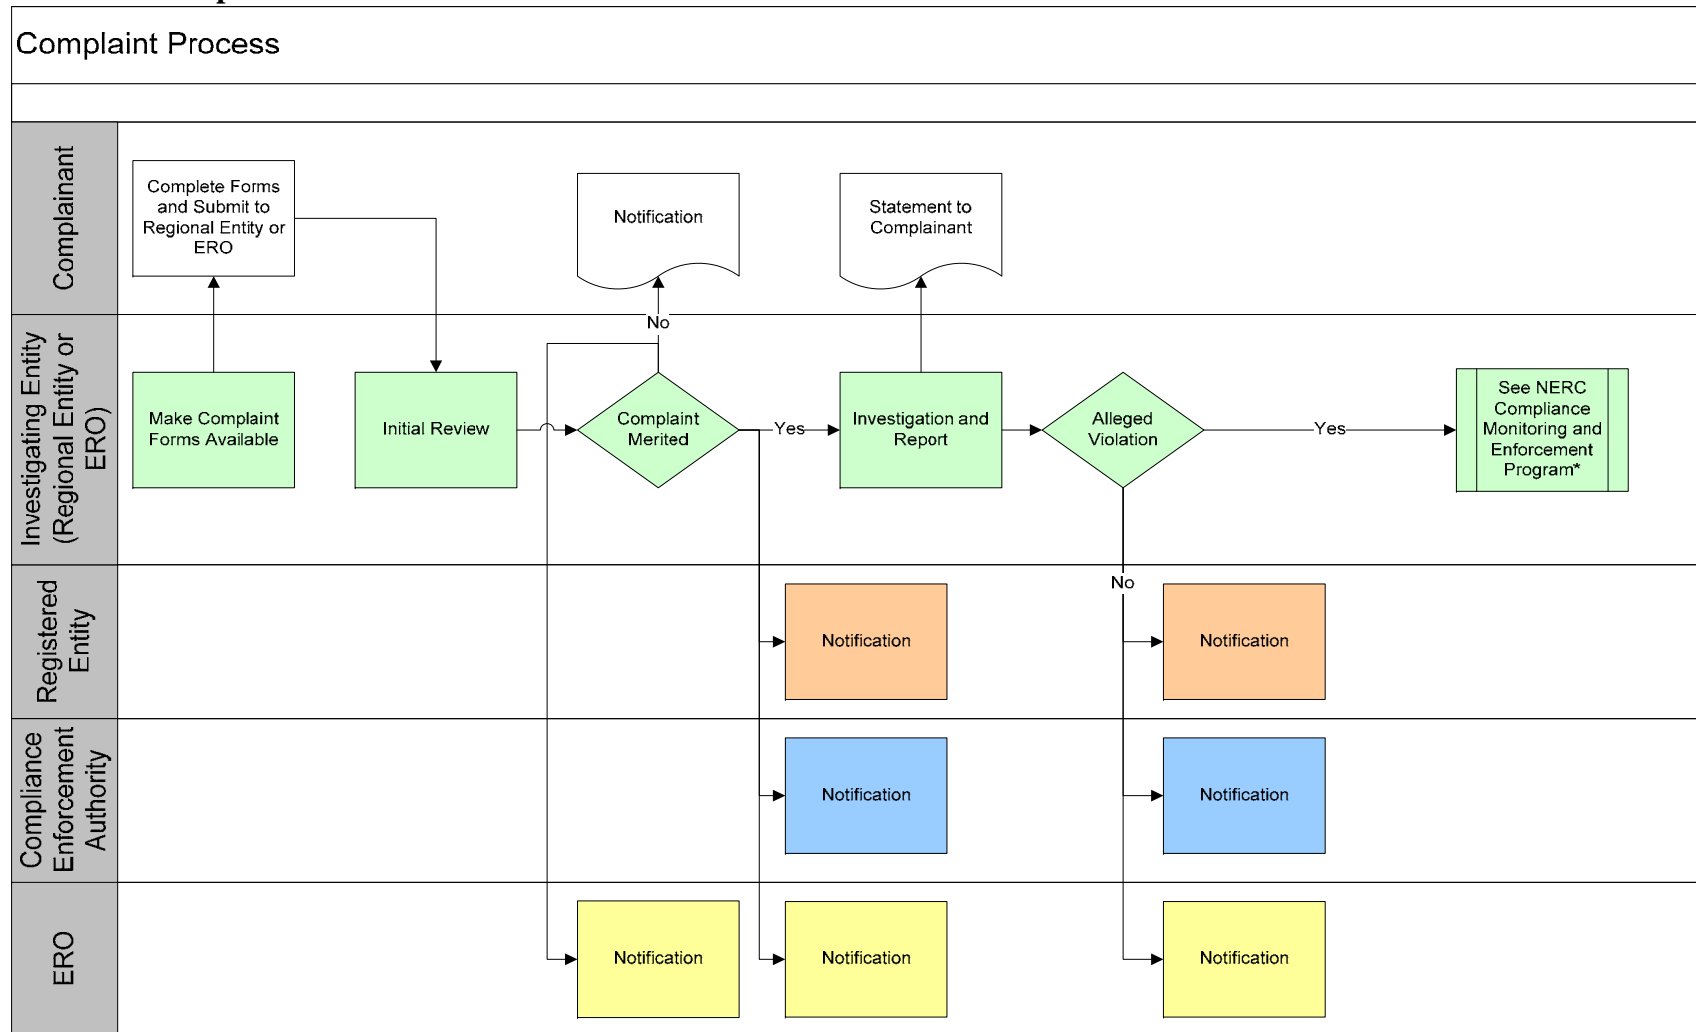 Complaint Process
Complainant
Complete Forms
and Submit to
Regional Entity or
ERO
Notification
Statement to
Complainant
Investigating Entity
(Regional Entity or
ERO)
Make Complaint
Forms Available
Initial Review
No
Complaint
Merited
Yes
Investigation and
Report
Alleged
Violation
Yes
See NERC
Compliance
Monitoring and
Enforcement
Program*
No
Registered
Entity
Notification
Notification
Compliance
Enforcement
Authority
Notification
Notification
ERO
Notification
Notification
Notification